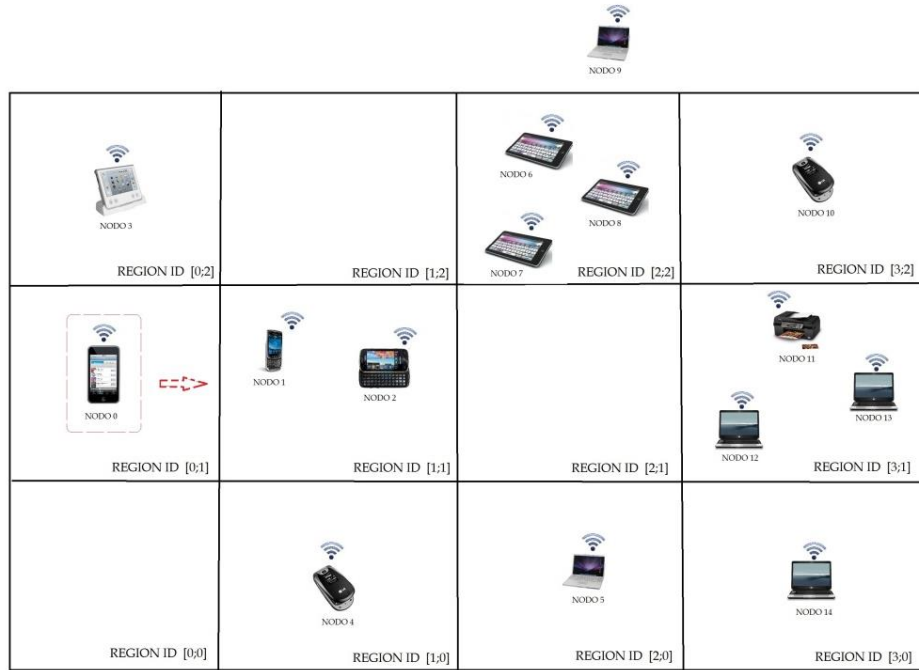 NODO 9
NODO 3
NODO 6
NODO 8
NODO 7
NODO 10
REGION ID [0;2]
REGION ID [1;2]
REGION ID [2;2]
REGION ID [3;2]
NODO 0
NODO 1
NODO 2
NODO 11
NODO 13
NODO 12
REGION ID [0;1]
REGION ID [1;1]
REGION ID [2;1]
REGION ID [3;1]
NODO 4
NODO 5
NODO 14
REGION ID [0;0]
REGION ID [1;0]
REGION ID [2;0]
REGION ID [3;0]